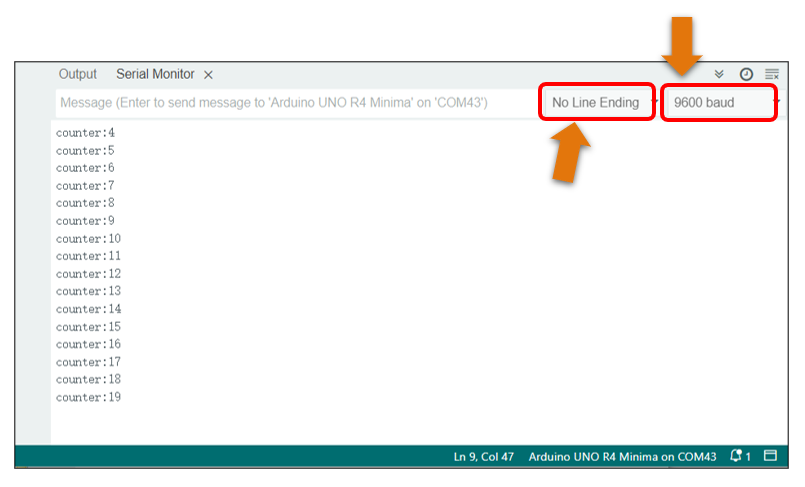 Output Serial Monitor
Message (Enter to send message to 'Arduino UNO R4 Minima' on 'COM43') No Line Ending 9600 baud
counter:4
counter:5
counter:6
counter:7
counter:8
counter:9
counter:10
counter:11
counter:12
counter:13
counter:14
counter:15
counter:16
counter:17
counter:18
counter:19
Ln 9, Col 47 Arduino UNO R4 Minima on COM43 1